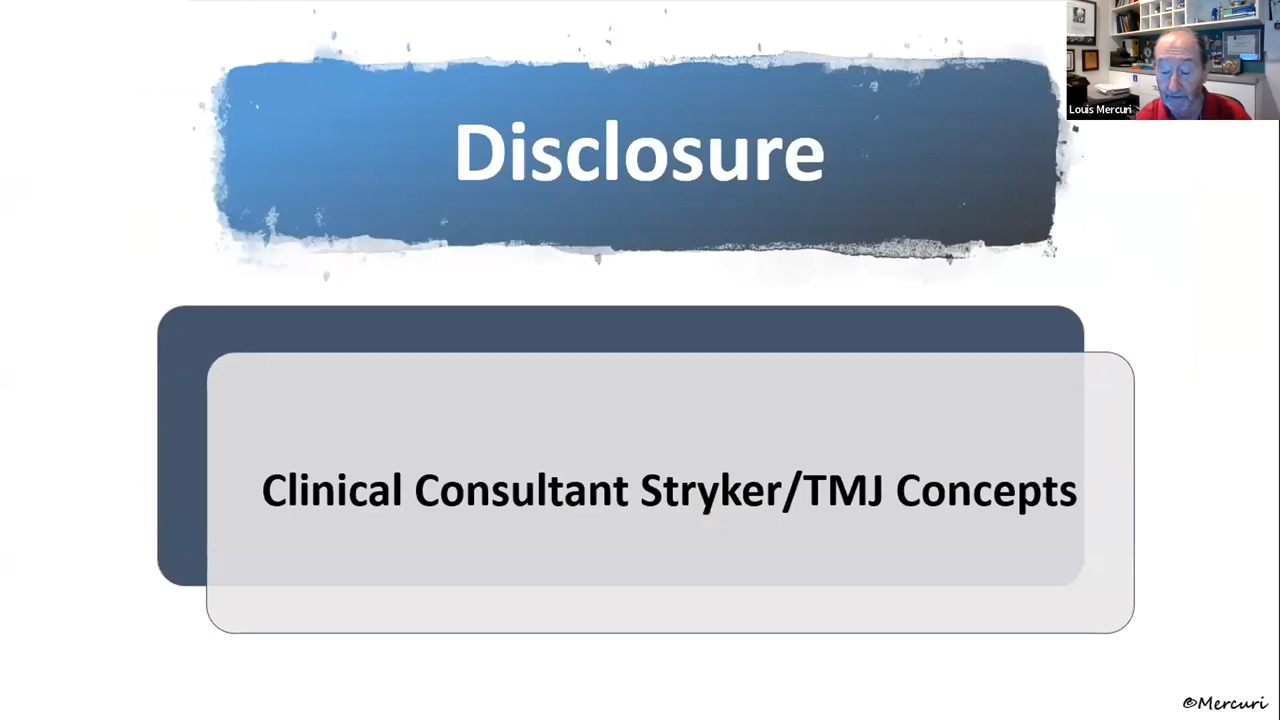 Disclosure
Louis Mercuri
Clinical Consultant Stryker/TMJ Concepts
©Mercuri